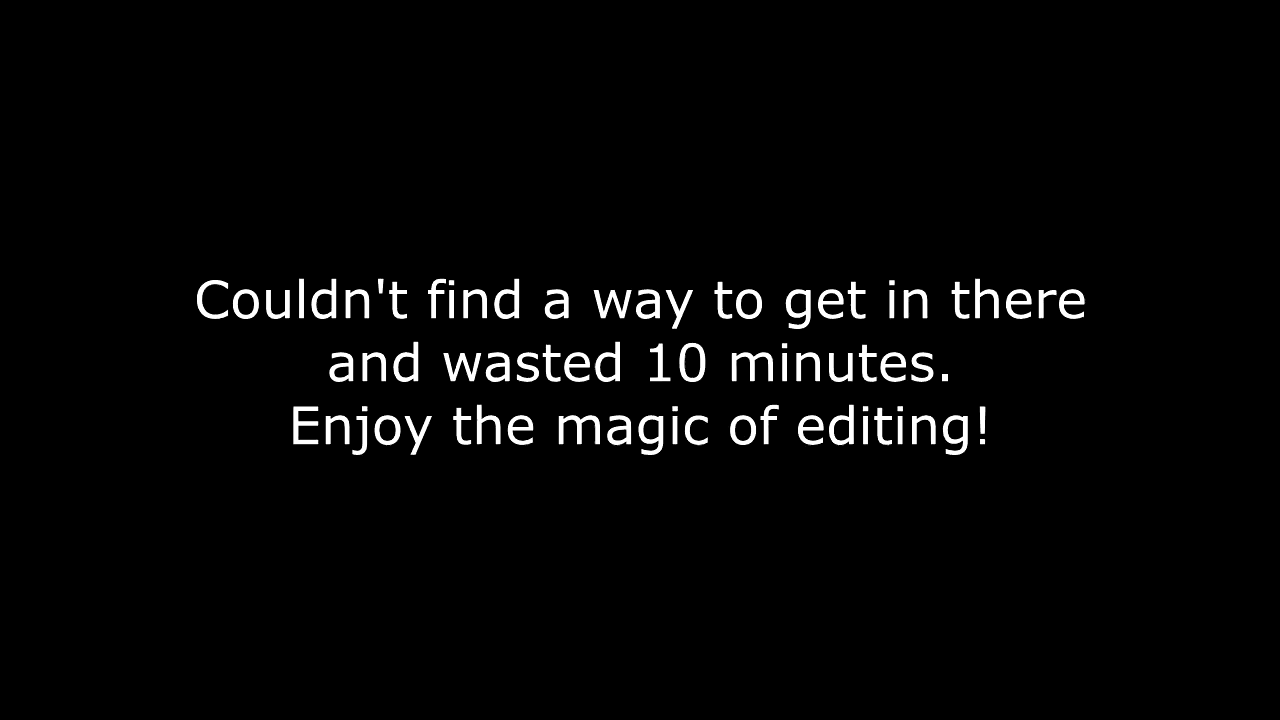 Couldn't find a way to get in there
and wasted 10 minutes.
Enjoy the magic of editing!